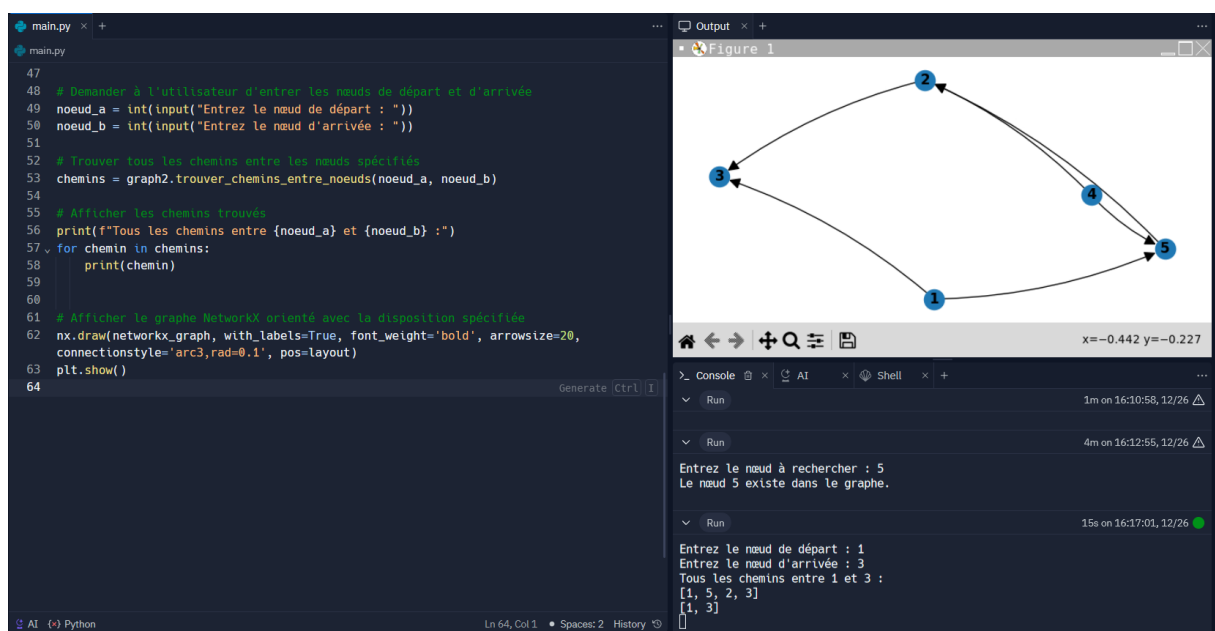 main.py × +
main.py
47
48 # Demander à l'utilisateur d'entrer les nœuds de départ et d'arrivée
49 noeud_a = int(input("Entrez le nœud de départ : "))
50 noeud_b = int(input("Entrez le nœud d'arrivée : "))
51
52 # Trouver tous les chemins entre les nœuds spécifiés
53 chemins = graph2.trouver_chemins_entre_noeuds(noeud_a, noeud_b)
54
55 # Afficher les chemins trouvés
56 print(f"Tous les chemins entre {noeud_a} et {noeud_b} :")
57 for chemin in chemins:
58 print(chemin)
59
60
61 # Afficher le graphe NetworkX orienté avec la disposition spécifiée
62 nx.draw(networkx_graph, with_labels=True, font_weight='bold', arrowsize=20,
connectionstyle='arc3,rad=0.1', pos=layout)
63 plt.show()
64
Generate Ctrl I
AI {×} Python
Ln 64, Col 1 • Spaces: 2 History
Output × +
Figure 1
2
3
4
5
1
x=−0.442 y=−0.227
Console × AI × Shell × +
Run 1m on 16:10:58, 12/26
Run 4m on 16:12:55, 12/26
Entrez le nœud à rechercher : 5
Le nœud 5 existe dans le graphe.
Run 15s on 16:17:01, 12/26
Entrez le nœud de départ : 1
Entrez le nœud d'arrivée : 3
Tous les chemins entre 1 et 3 :
[1, 5, 2, 3]
[1, 3]